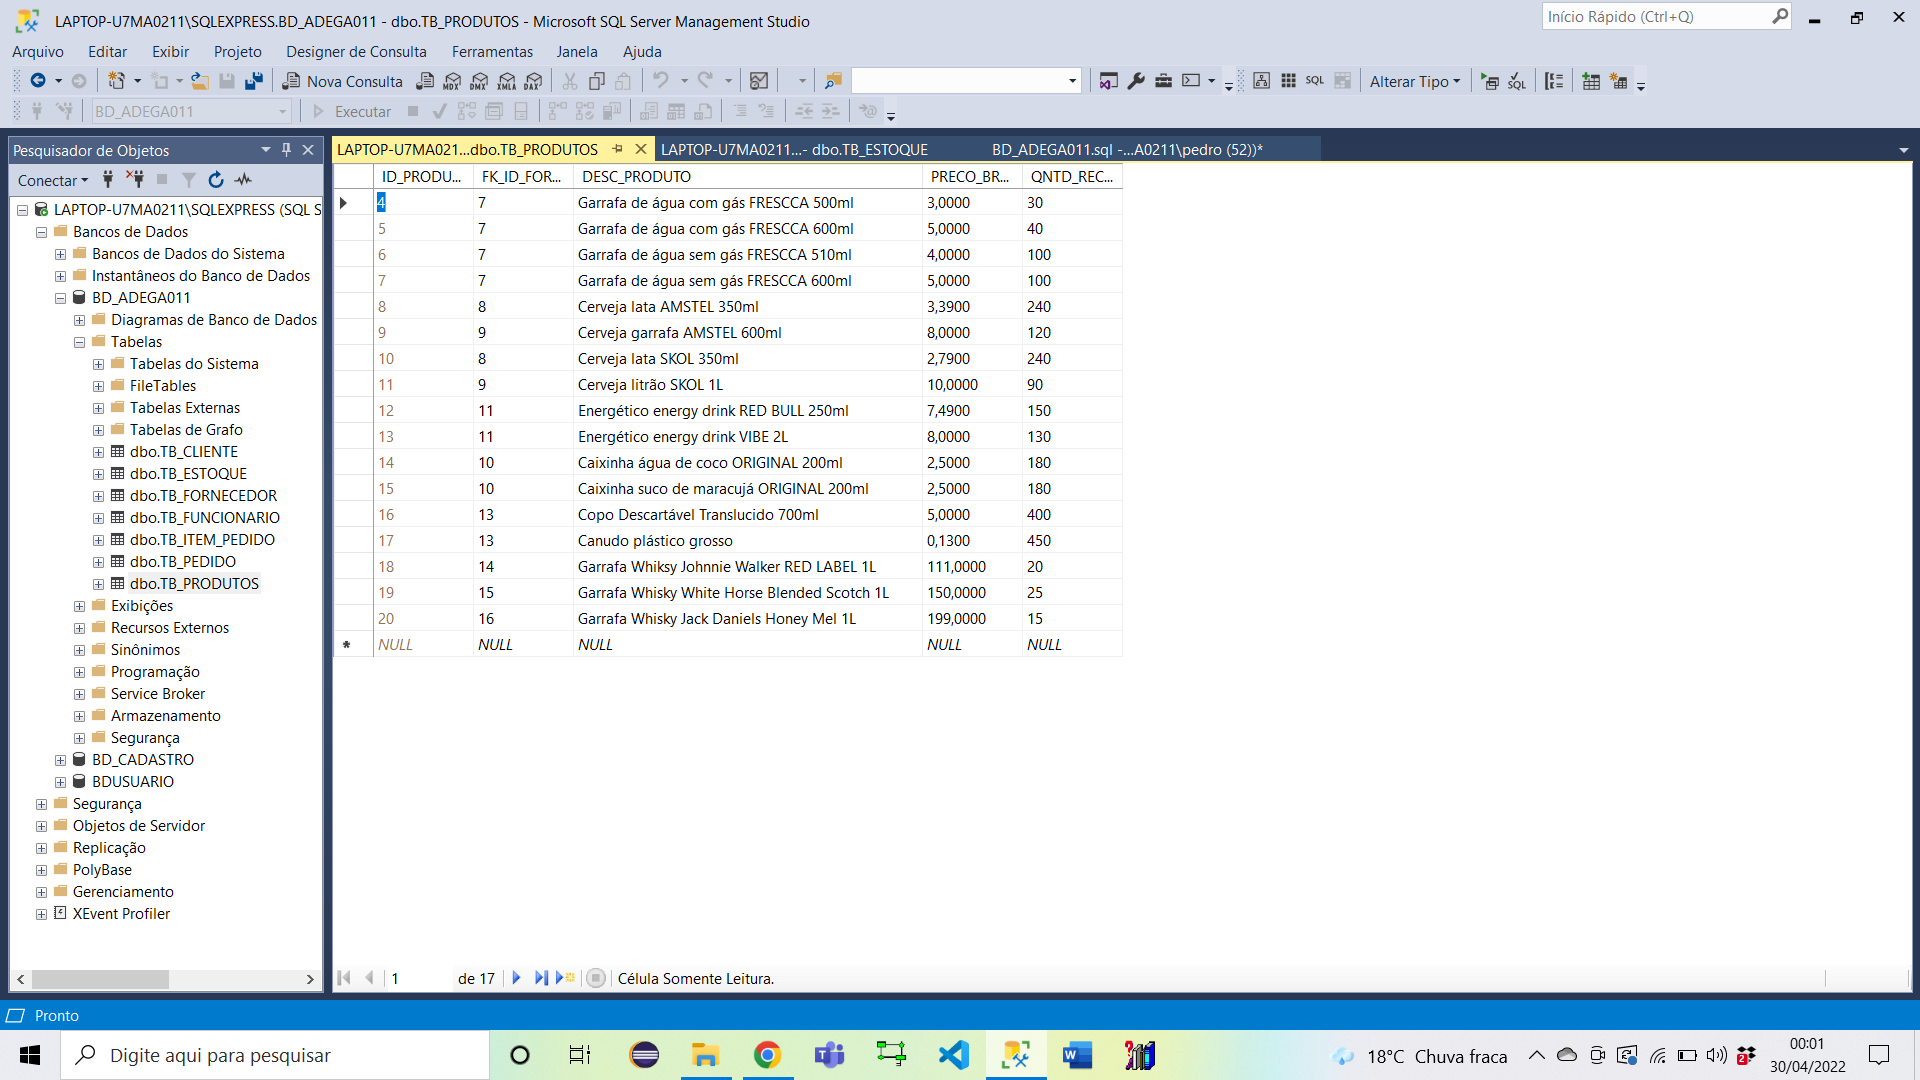 LAPTOP-U7MA0211\SQLEXPRESS.BD_ADEGA011 - dbo.TB_PRODUTOS - Microsoft SQL Server Management Studio
Início Rápido (Ctrl+Q)
Arquivo Editar Exibir Projeto Designer de Consulta Ferramentas Janela Ajuda
Nova Consulta MDX DMX XMLA DAX SQL Alterar Tipo SQL
BD_ADEGA011 Executar
Pesquisador de Objetos
Conectar
LAPTOP-U7MA0211\SQLEXPRESS (SQL S
Bancos de Dados
Bancos de Dados do Sistema
Instantâneos do Banco de Dados
BD_ADEGA011
Diagramas de Banco de Dados
Tabelas
Tabelas do Sistema
FileTables
Tabelas Externas
Tabelas de Grafo
dbo.TB_CLIENTE
dbo.TB_ESTOQUE
dbo.TB_FORNECEDOR
dbo.TB_FUNCIONARIO
dbo.TB_ITEM_PEDIDO
dbo.TB_PEDIDO
dbo.TB_PRODUTOS
Exibições
Recursos Externos
Sinônimos
Programação
Service Broker
Armazenamento
Segurança
BD_CADASTRO
BDUSUARIO
Segurança
Objetos de Servidor
Replicação
PolyBase
Gerenciamento
XEvent Profiler
LAPTOP-U7MA021...dbo.TB_PRODUTOS LAPTOP-U7MA0211...- dbo.TB_ESTOQUE BD_ADEGA011.sql -...A0211\pedro (52))*
ID_PRODU... FK_ID_FOR... DESC_PRODUTO PRECO_BR... QNTD_REC...
4 7 Garrafa de água com gás FRESCCA 500ml 3,0000 30
5 7 Garrafa de água com gás FRESCCA 600ml 5,0000 40
6 7 Garrafa de água sem gás FRESCCA 510ml 4,0000 100
7 7 Garrafa de água sem gás FRESCCA 600ml 5,0000 100
8 8 Cerveja lata AMSTEL 350ml 3,3900 240
9 9 Cerveja garrafa AMSTEL 600ml 8,0000 120
10 8 Cerveja lata SKOL 350ml 2,7900 240
11 9 Cerveja litrão SKOL 1L 10,0000 90
12 11 Energético energy drink RED BULL 250ml 7,4900 150
13 11 Energético energy drink VIBE 2L 8,0000 130
14 10 Caixinha água de coco ORIGINAL 200ml 2,5000 180
15 10 Caixinha suco de maracujá ORIGINAL 200ml 2,5000 180
16 13 Copo Descartável Translucido 700ml 5,0000 400
17 13 Canudo plástico grosso 0,1300 450
18 14 Garrafa Whiksy Johnnie Walker RED LABEL 1L 111,0000 20
19 15 Garrafa Whisky White Horse Blended Scotch 1L 150,0000 25
20 16 Garrafa Whisky Jack Daniels Honey Mel 1L 199,0000 15
* NULL NULL NULL NULL NULL
1 de 17 Célula Somente Leitura.
Pronto
Digite aqui para pesquisar
18°C Chuva fraca
00:01
30/04/2022